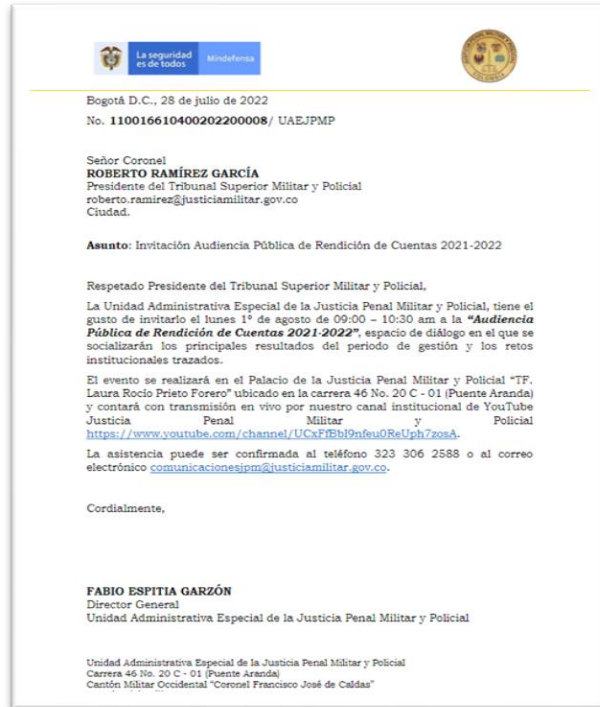 La seguridad
es de todos
Mindefensa
Bogotá D.C., 28 de julio de 2022
No. 110016610400202200008/ UAEJPMP
Señor Coronel
ROBERTO RAMÍREZ GARCÍA
Presidente del Tribunal Superior Militar y Policial
roberto.ramirez@justiciamilitar.gov.co
Ciudad.
Asunto: Invitación Audiencia Pública de Rendición de Cuentas 2021-2022
Respetado Presidente del Tribunal Superior Militar y Policial,
La Unidad Administrativa Especial de la Justicia Penal Militar y Policial, tiene el
gusto de invitarlo el lunes 1° de agosto de 09:00 – 10:30 am a la “Audiencia
Pública de Rendición de Cuentas 2021-2022”, espacio de diálogo en el que se
socializarán los principales resultados del periodo de gestión y los retos
institucionales trazados.
El evento se realizará en el Palacio de la Justicia Penal Militar y Policial “TF.
Laura Rocío Prieto Forero” ubicado en la carrera 46 No. 20 C - 01 (Puente Aranda)
y contará con transmisión en vivo por nuestro canal institucional de YouTube
Justicia Penal Militar y Policial
https://www.youtube.com/channel/UCxFfBbI9nfeu0ReUph7zosA.
La asistencia puede ser confirmada al teléfono 323 306 2588 o al correo
electrónico comunicacionesjpm@justiciamilitar.gov.co.
Cordialmente,
FABIO ESPITIA GARZÓN
Director General
Unidad Administrativa Especial de la Justicia Penal Militar y Policial
Unidad Administrativa Especial de la Justicia Penal Militar y Policial
Carrera 46 No. 20 C - 01 (Puente Aranda)
Cantón Militar Occidental “Coronel Francisco José de Caldas”